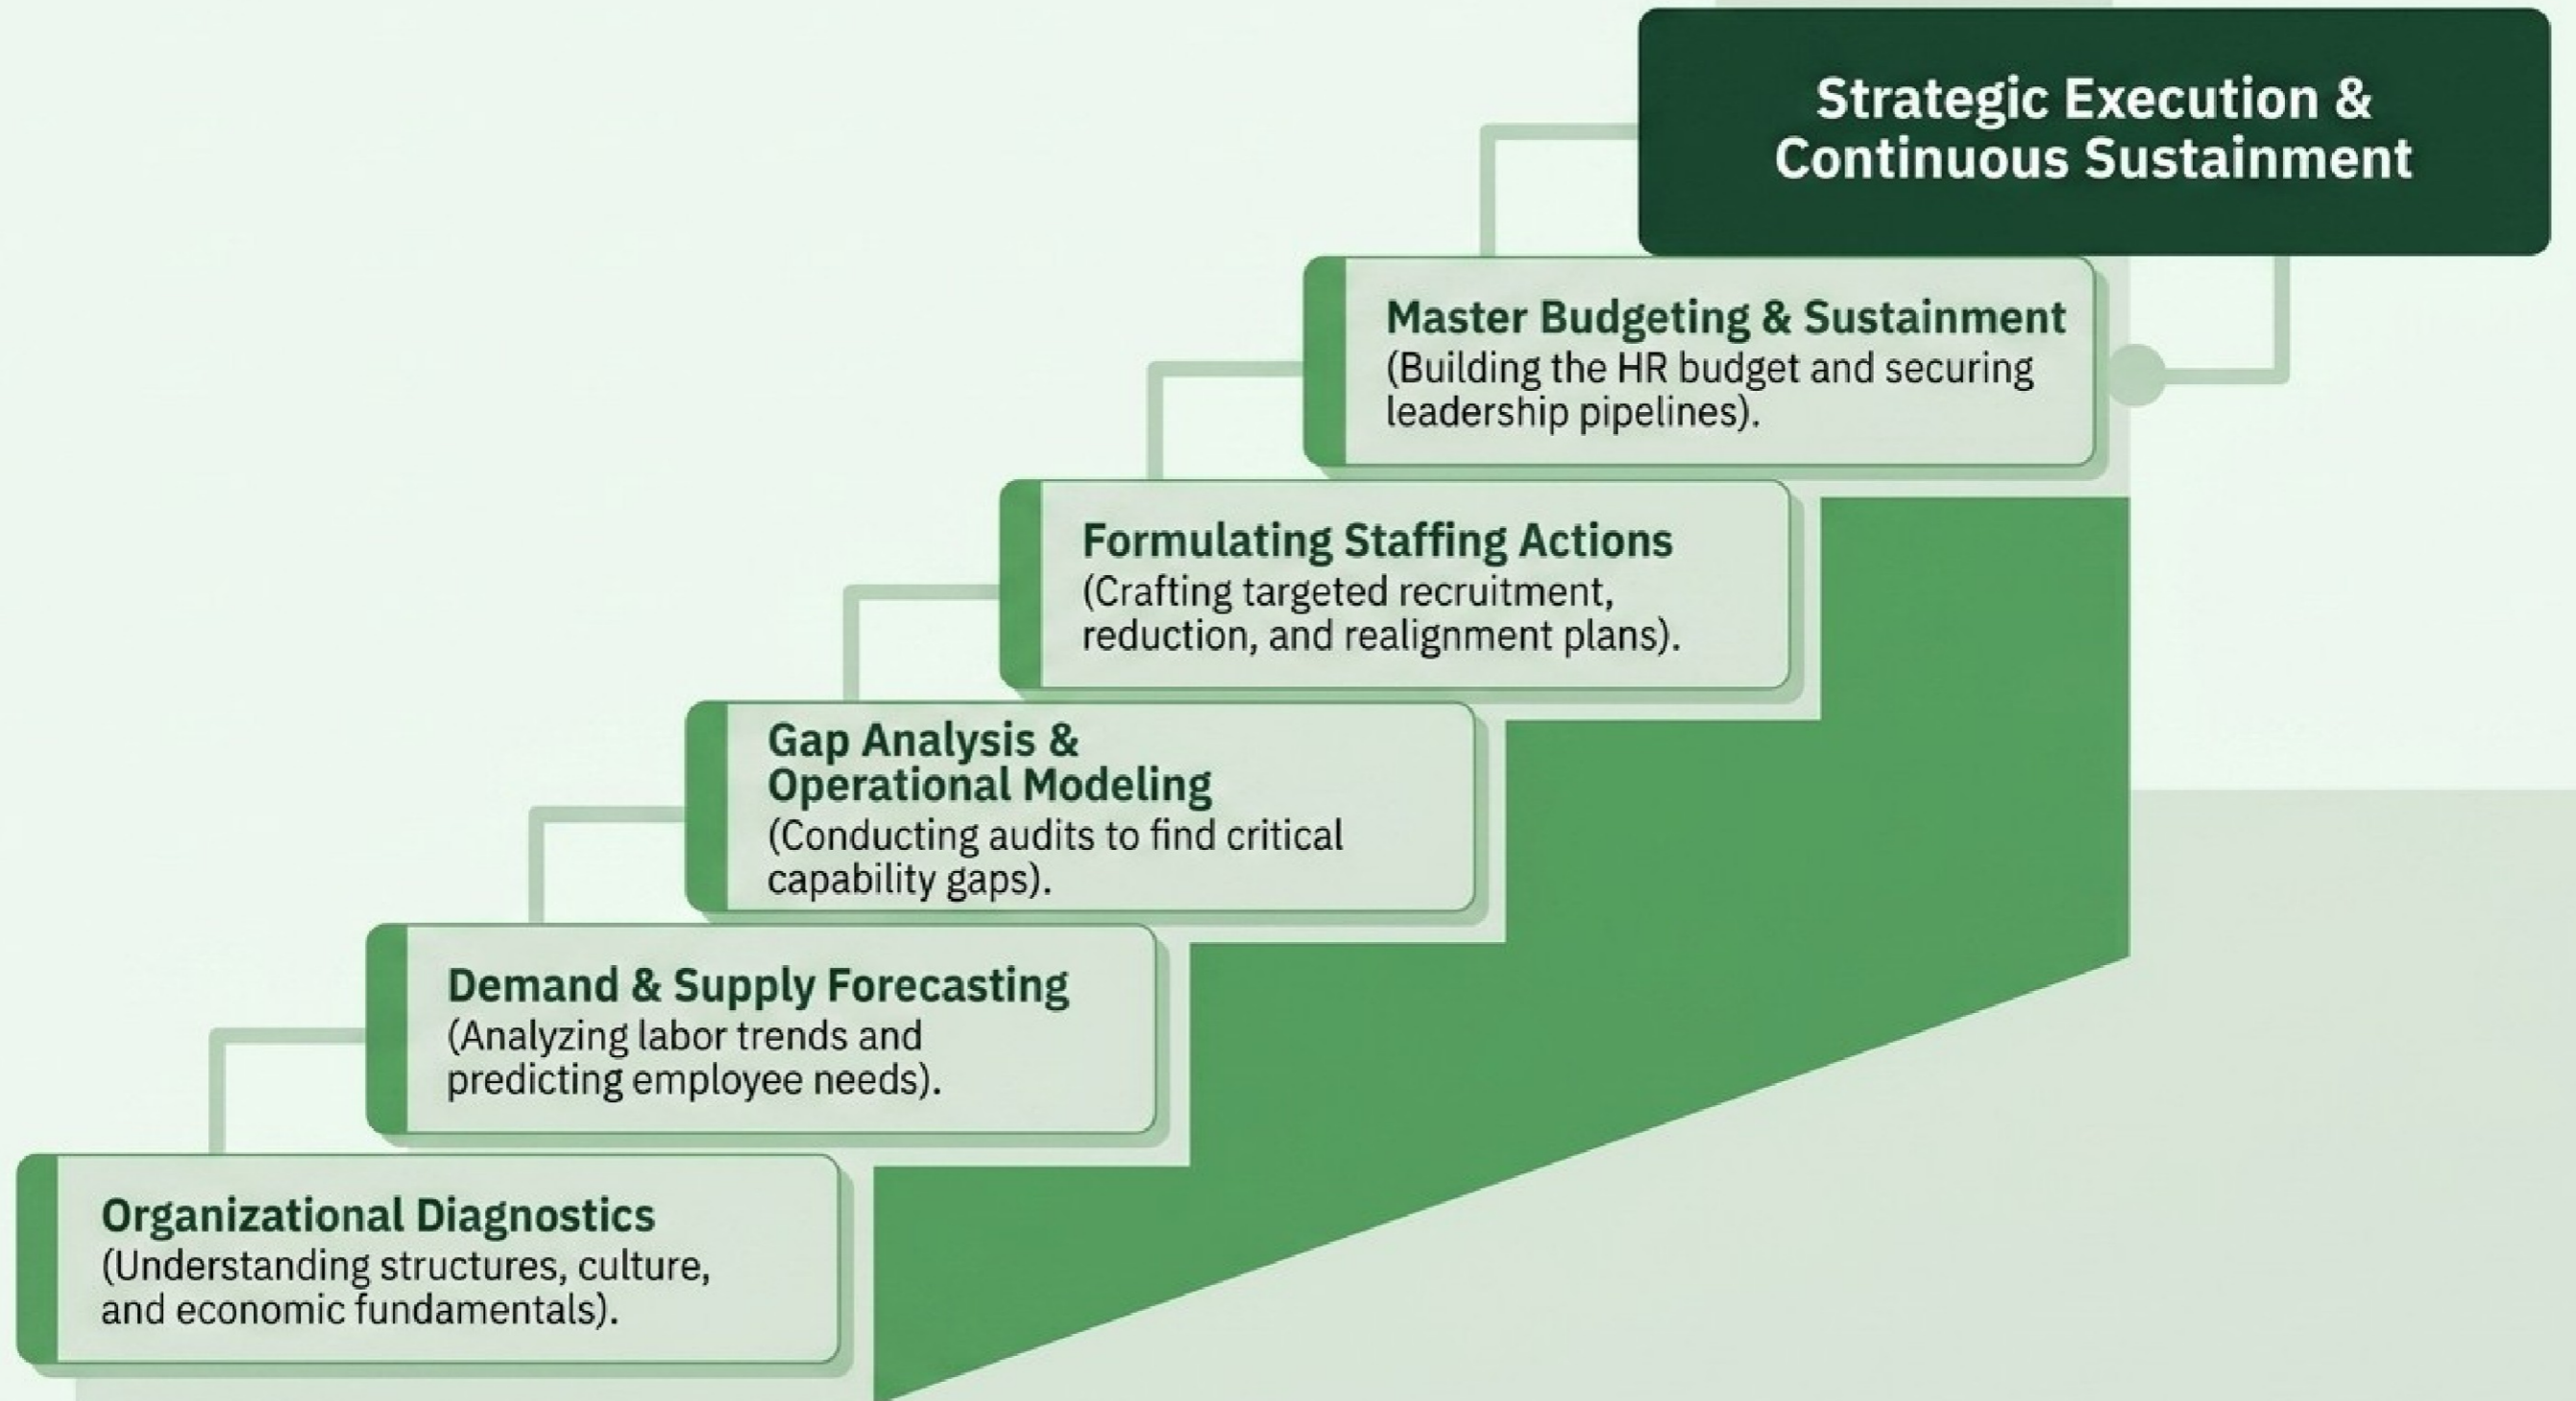 Strategic Execution &
Continuous Sustainment
Master Budgeting & Sustainment
(Building the HR budget and securing
leadership pipelines).
Formulating Staffing Actions
(Crafting targeted recruitment,
reduction, and realignment plans).
Gap Analysis &
Operational Modeling
(Conducting audits to find critical
capability gaps).
Demand & Supply Forecasting
(Analyzing labor trends and
predicting employee needs).
Organizational Diagnostics
(Understanding structures, culture,
and economic fundamentals).